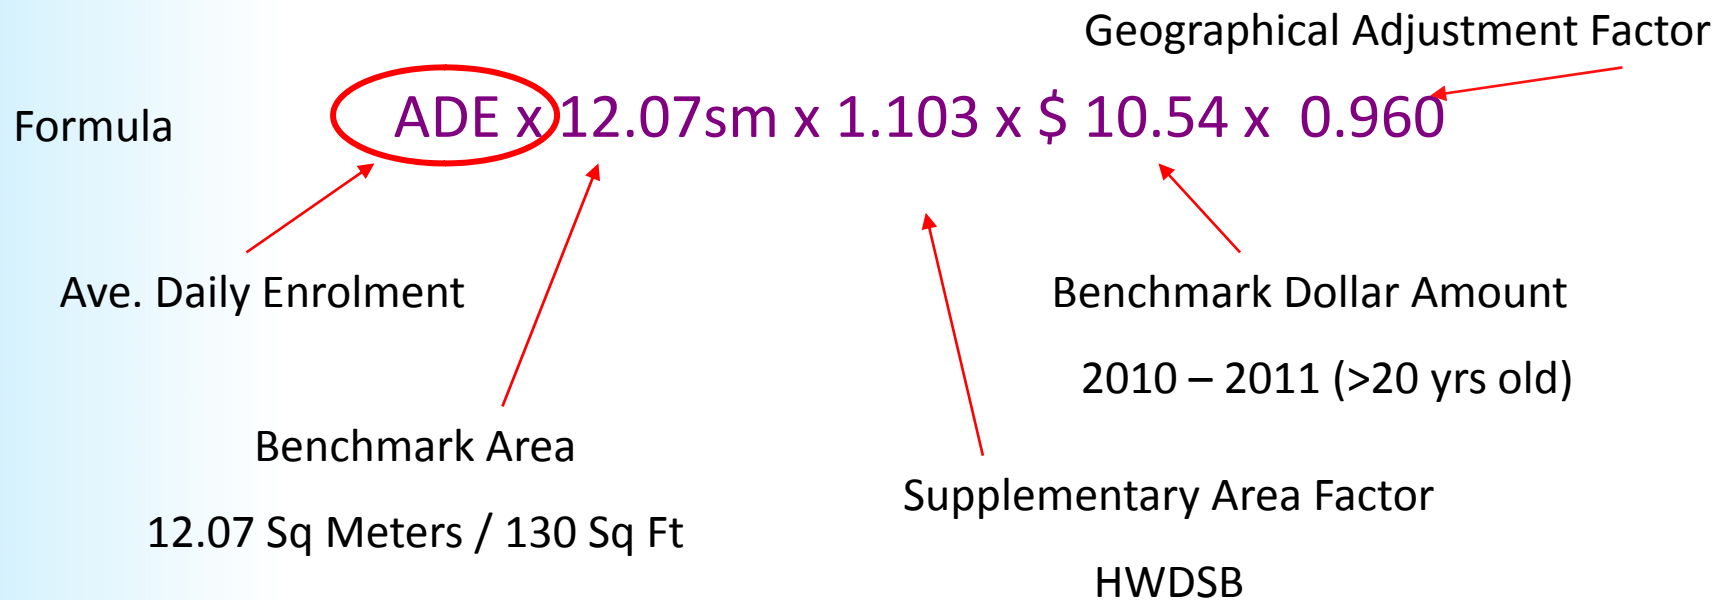 Geographical Adjustment Factor
Formula
ADE x 12.07sm x 1.103 x $ 10.54 x 0.960
Ave. Daily Enrolment
Benchmark Dollar Amount
2010 – 2011 (>20 yrs old)
Benchmark Area
12.07 Sq Meters / 130 Sq Ft
Supplementary Area Factor
HWDSB